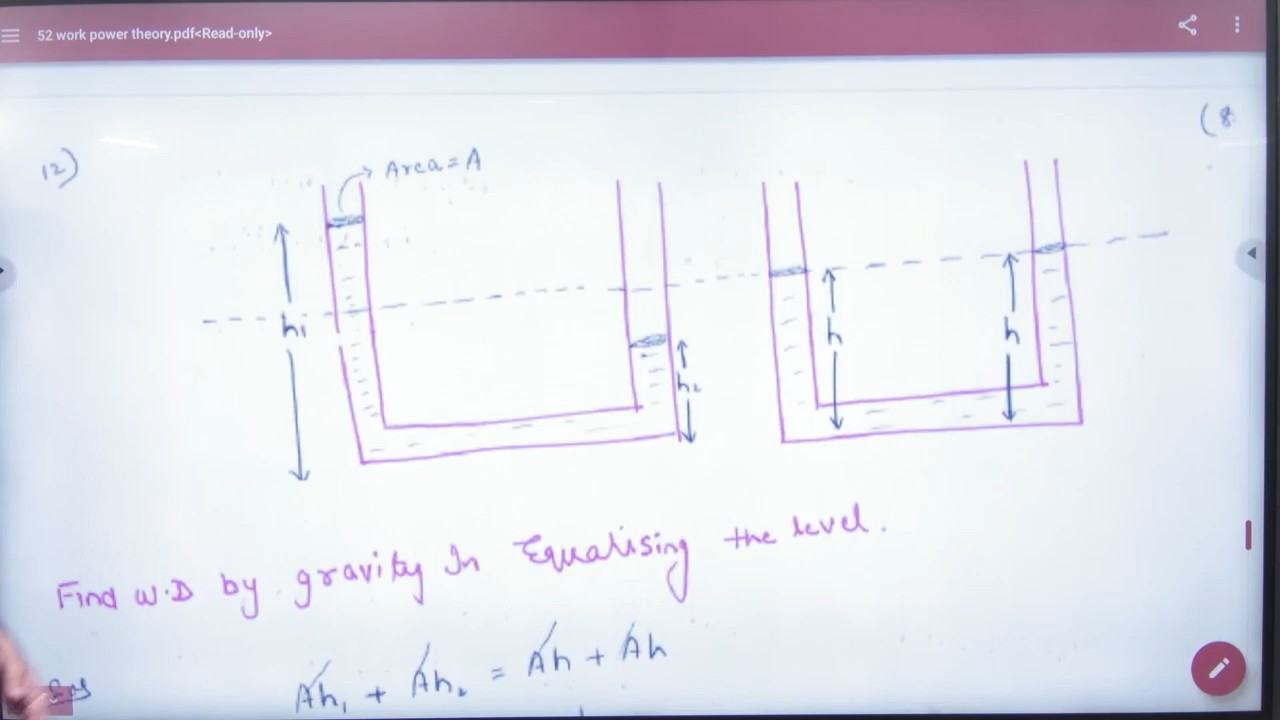 52 work power theory.pdf<Read-only>
(8
12)
Area = A
h₁
h₂
h
h
Find W.D by gravity In Equalising the level.
Ans
Ah₁ + Ah₂ = Ah + Ah